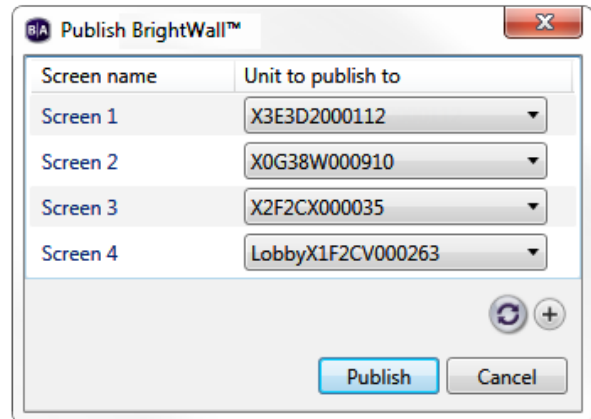 B A Publish BrightWall™
Screen name Unit to publish to
Screen 1 X3E3D2000112
Screen 2 X0G38W000910
Screen 3 X2F2CX000035
Screen 4 LobbyX1F2CV000263
Publish Cancel